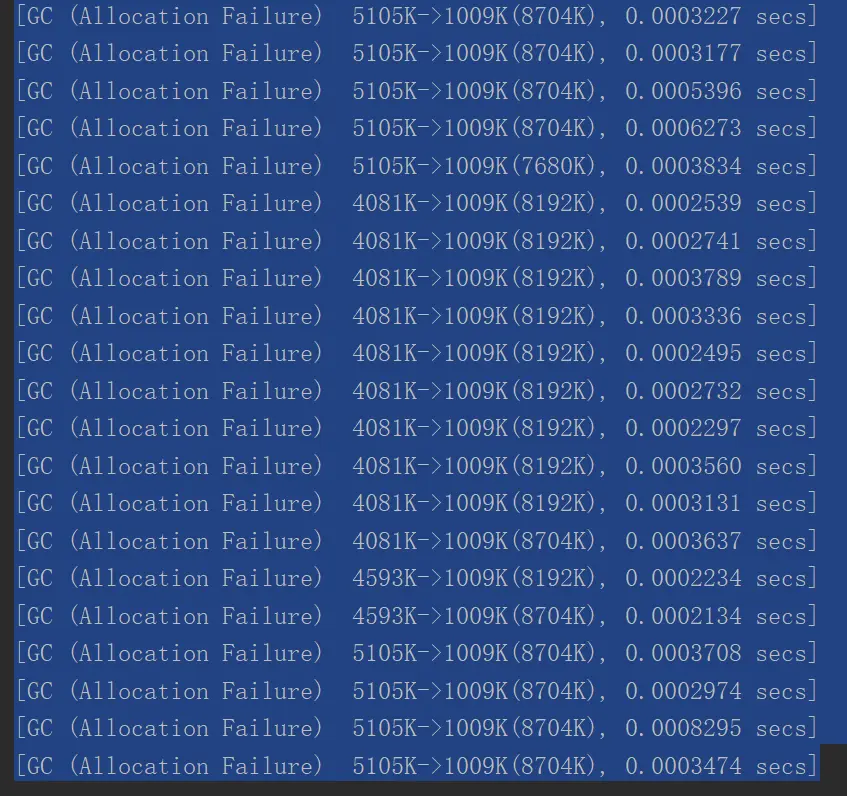 [GC (Allocation Failure)  5105K->1009K(8704K), 0.0003227 secs]
[GC (Allocation Failure)  5105K->1009K(8704K), 0.0003177 secs]
[GC (Allocation Failure)  5105K->1009K(8704K), 0.0005396 secs]
[GC (Allocation Failure)  5105K->1009K(8704K), 0.0006273 secs]
[GC (Allocation Failure)  5105K->1009K(7680K), 0.0003834 secs]
[GC (Allocation Failure)  4081K->1009K(8192K), 0.0002539 secs]
[GC (Allocation Failure)  4081K->1009K(8192K), 0.0002741 secs]
[GC (Allocation Failure)  4081K->1009K(8192K), 0.0003789 secs]
[GC (Allocation Failure)  4081K->1009K(8192K), 0.0003336 secs]
[GC (Allocation Failure)  4081K->1009K(8192K), 0.0002495 secs]
[GC (Allocation Failure)  4081K->1009K(8192K), 0.0002732 secs]
[GC (Allocation Failure)  4081K->1009K(8192K), 0.0002297 secs]
[GC (Allocation Failure)  4081K->1009K(8192K), 0.0003560 secs]
[GC (Allocation Failure)  4081K->1009K(8192K), 0.0003131 secs]
[GC (Allocation Failure)  4081K->1009K(8704K), 0.0003637 secs]
[GC (Allocation Failure)  4593K->1009K(8192K), 0.0002234 secs]
[GC (Allocation Failure)  4593K->1009K(8704K), 0.0002134 secs]
[GC (Allocation Failure)  5105K->1009K(8704K), 0.0003708 secs]
[GC (Allocation Failure)  5105K->1009K(8704K), 0.0002974 secs]
[GC (Allocation Failure)  5105K->1009K(8704K), 0.0008295 secs]
[GC (Allocation Failure)  5105K->1009K(8704K), 0.0003474 secs]